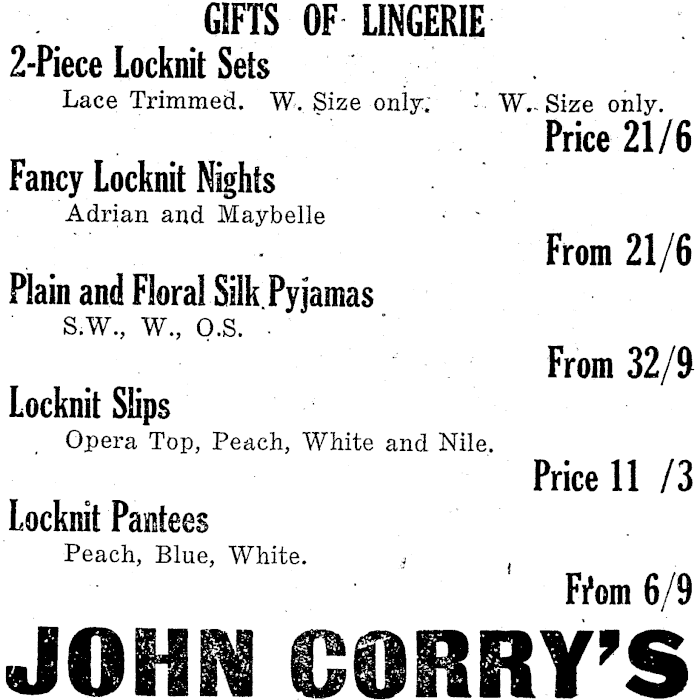 GIFTS OF LINGERIE
2-Piece Locknit Sets
Lace Trimmed. W. Size only. W. Size only.
Price 21/6
Fancy Locknit Nights
Adrian and Maybelle
From 21/6
Plain and Floral Silk Pyjamas
S.W., W., O.S.
From 32/9
Locknit Slips
Opera Top, Peach, White and Nile.
Price 11 /3
Locknit Pantees
Peach, Blue, White.
From 6/9
JOHN CORRY'S